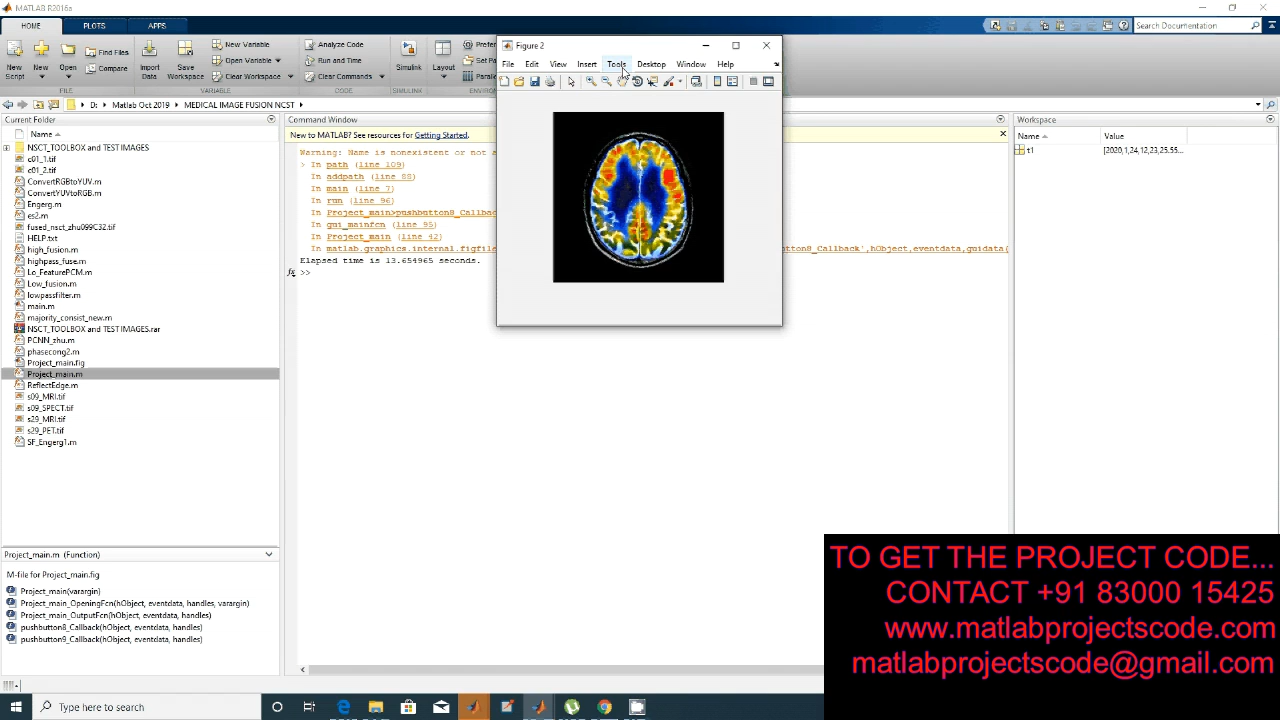 MATLAB R2016a
HOME
PLOTS
APPS
Search Documentation
New Script
New
Open
Find Files
Compare
Import Data
Save Workspace
New Variable
Open Variable
Clear Workspace
Analyze Code
Run and Time
Clear Commands
Simulink
Layout
Set Pa
FILE
VARIABLE
CODE
SIMULINK
D: Matlab Oct 2019 MEDICAL IMAGE FUSION NCST
Current Folder
Name
NSCT_TOOLBOX and TEST IMAGES
c01_1.tif
c01_2.tif
ConvertRGBtoYUV.m
ConvertYUVtoRGB.m
Engerg.m
es2.m
fused_nsct_zhu099C32.tif
HELP.txt
high_fusion.m
highpass_fuse.m
Lo_FeaturePCM.m
Low_fusion.m
lowpassfilter.m
main.m
majority_consist_new.m
NSCT_TOOLBOX and TEST IMAGES.rar
PCNN_zhu.m
phasecong2.m
Project_main.fig
Project_main.m
ReflectEdge.m
s09_MRI.tif
s09_SPECT.tif
s29_MRI.tif
s29_PET.tif
SF_Engerg1.m
Project_main.m (Function)
M-file for Project_main.fig
Project_main(varargin)
Project_main_OpeningFcn(hObject, eventdata, handles, varargin)
Project_main_OutputFcn(hObject, eventdata, handles)
pushbutton8_Callback(hObject, eventdata, handles)
pushbutton9_Callback(hObject, eventdata, handles)
Command Window
New to MATLAB? See resources for Getting Started.
Warning: Name is nonexistent or not a
> In path (line 109)
In addpath (line 88)
In main (line 7)
In run (line 96)
In Project_main>pushbutton8_Callbac
In gui_mainfcn (line 95)
In Project_main (line 42)
In matlab.graphics.internal.figfile
ton8_Callback',hObject,eventdata,guidata(
Elapsed time is 13.654965 seconds.
fx >>
Figure 2
File Edit View Insert Tools Desktop Window Help
Workspace
Name Value
t1 [2020,1,24,12,23,25.55...
TO GET THE PROJECT CODE...
CONTACT +91 83000 15425
www.matlabprojectscode.com
matlabprojectscode@gmail.com
Type here to search